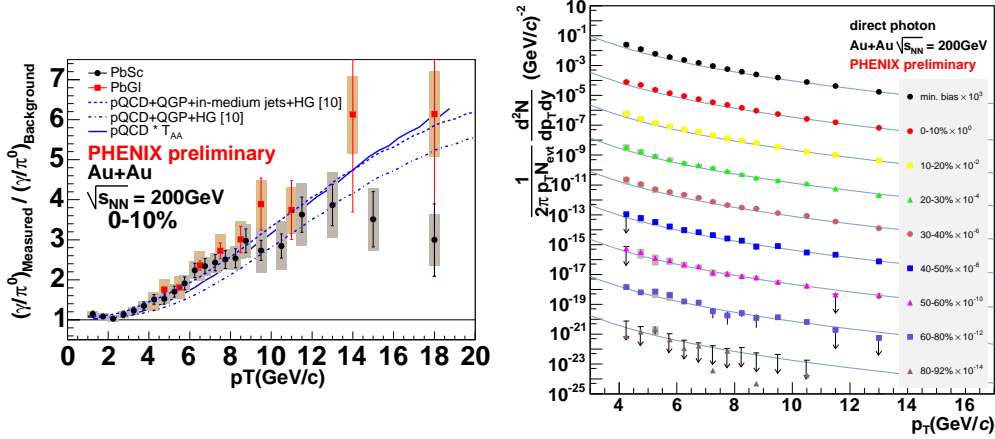 (γ/π⁰)Measured / (γ/π⁰)Background
7
6
5
4
3
2
1
PbSc
PbGl
pQCD+QGP+in-medium jets+HG [10]
pQCD+QGP+HG [10]
pQCD * T_AA
PHENIX preliminary
Au+Au
√s_NN = 200GeV
0-10%
0 2 4 6 8 10 12 14 16 18 20
pT(GeV/c)
1/(2π p_T N_evt) d²N/(dp_T dy) (GeV/c)⁻²
10⁻²
10⁻⁵
10⁻⁷
10⁻⁹
10⁻¹¹
10⁻¹³
10⁻¹⁵
10⁻¹⁷
10⁻¹⁹
10⁻²¹
10⁻²³
10⁻²⁵
direct photon
Au+Au √s_NN = 200GeV
PHENIX preliminary
min. bias × 10³
0-10% × 10⁰
10-20% × 10⁻²
20-30% × 10⁻⁴
30-40% × 10⁻⁶
40-50% × 10⁻⁸
50-60% × 10⁻¹⁰
60-80% × 10⁻¹²
80-92% × 10⁻¹⁴
4 6 8 10 12 14 16
p_T(GeV/c)